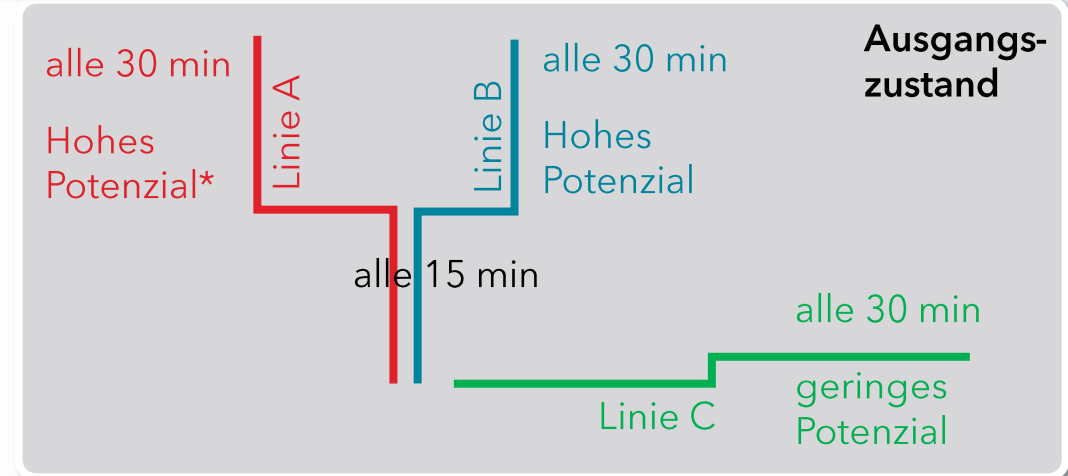 Ausgangs-
zustand
alle 30 min
Hohes
Potenzial*
Linie A
Linie B
alle 30 min
Hohes
Potenzial
alle 15 min
alle 30 min
geringes
Potenzial
Linie C